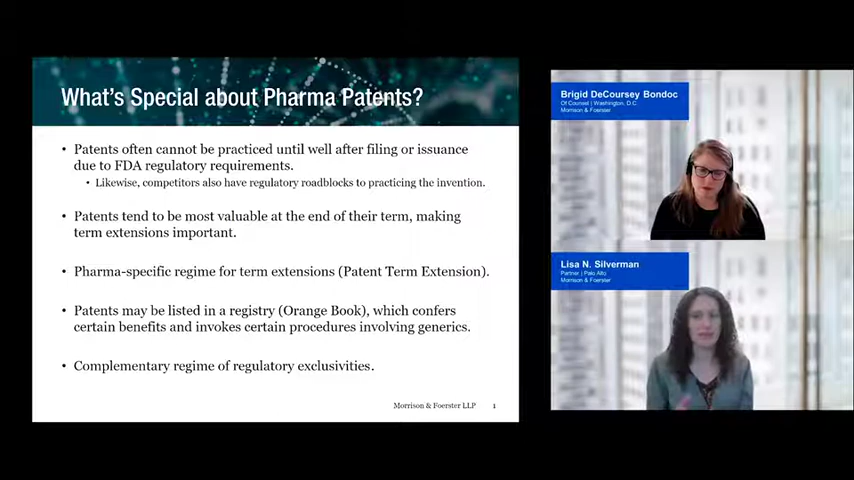 What's Special about Pharma Patents?
• Patents often cannot be practiced until well after filing or issuance
due to FDA regulatory requirements.
• Likewise, competitors also have regulatory roadblocks to practicing the invention.
• Patents tend to be most valuable at the end of their term, making
term extensions important.
• Pharma-specific regime for term extensions (Patent Term Extension).
• Patents may be listed in a registry (Orange Book), which confers
certain benefits and invokes certain procedures involving generics.
• Complementary regime of regulatory exclusivities.
Morrison & Foerster LLP 1
Brigid DeCoursey Bondoc
Of Counsel | Washington, D.C.
Morrison & Foerster
Lisa N. Silverman
Partner | Palo Alto
Morrison & Foerster